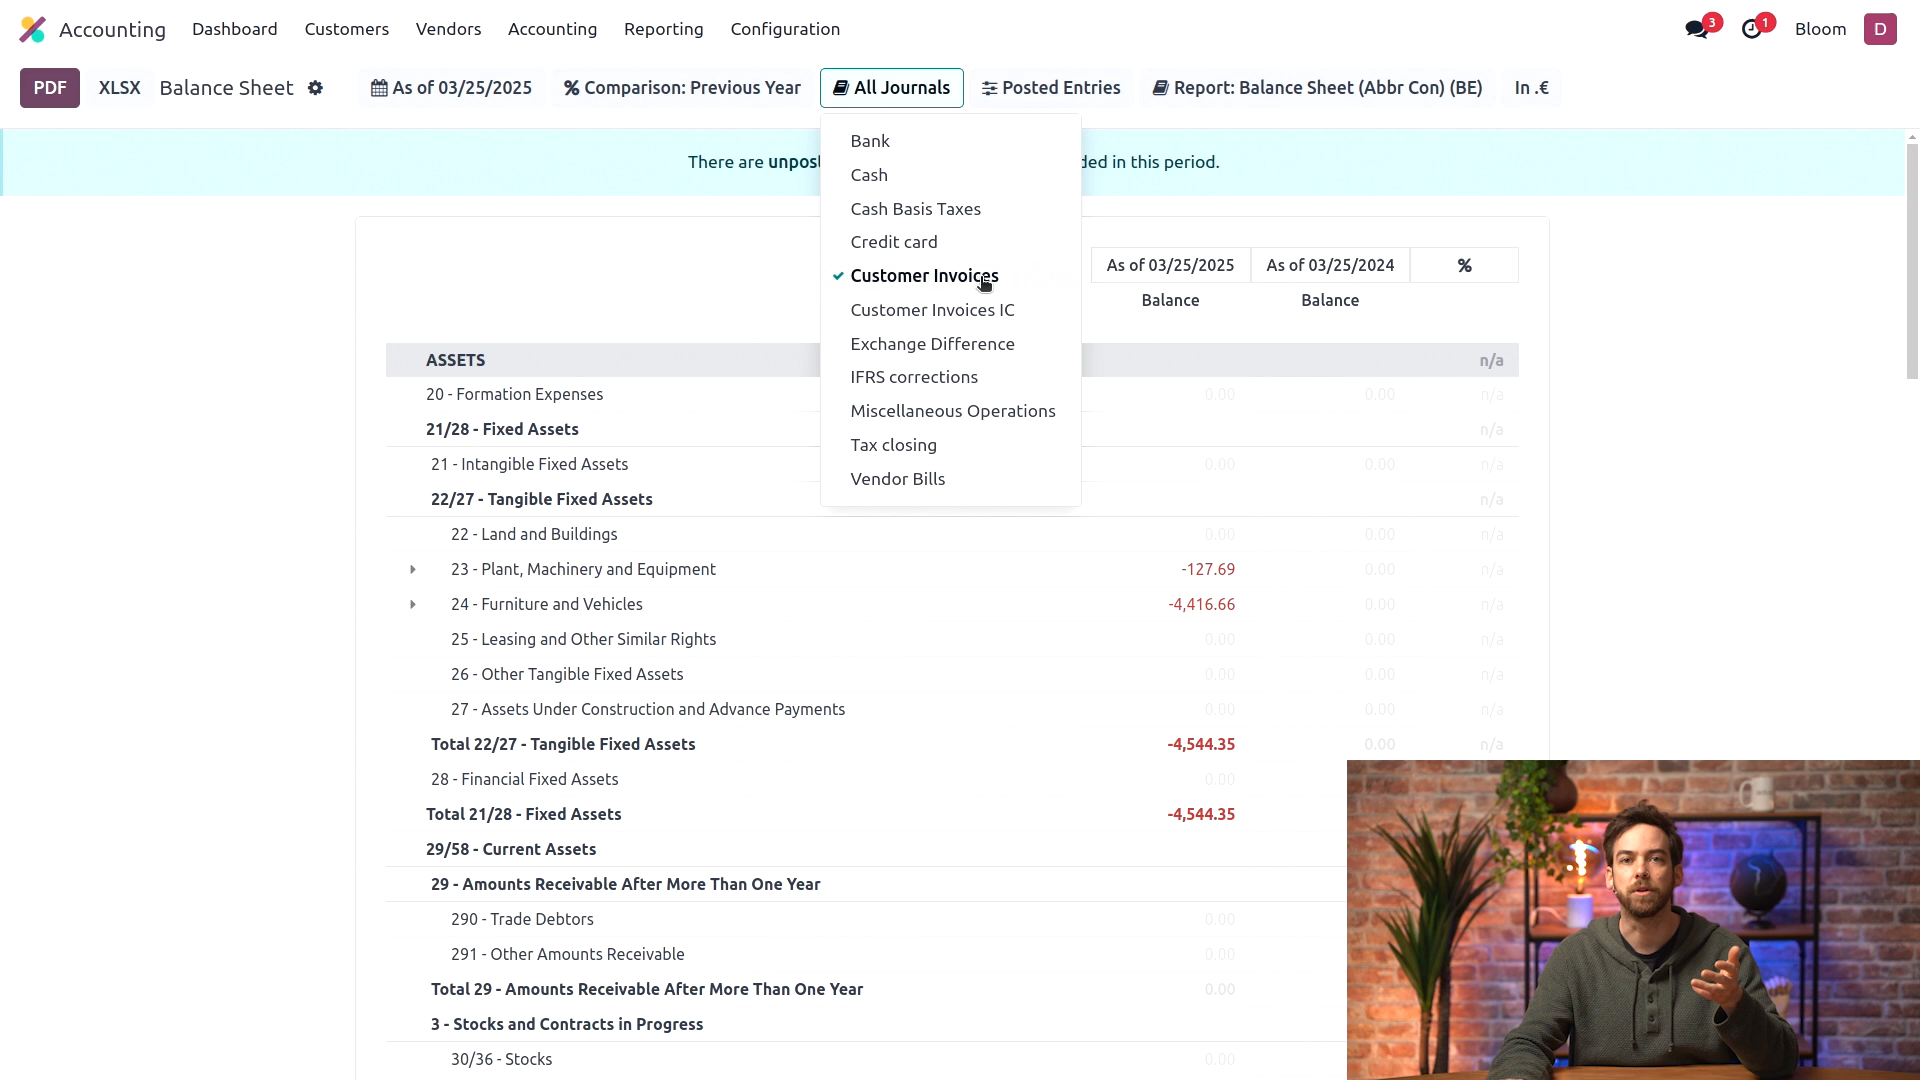 Accounting Dashboard Customers Vendors Accounting Reporting Configuration 3 1 Bloom D
PDF XLSX Balance Sheet As of 03/25/2025 % Comparison: Previous Year All Journals Posted Entries Report: Balance Sheet (Abbr Con) (BE) In .€
There are in this period.
Bank
Cash
Cash Basis Taxes
Credit card
Customer Invoices
Customer Invoices IC
Exchange Difference
IFRS corrections
Miscellaneous Operations
Tax closing
Vendor Bills
As of 03/25/2025 As of 03/25/2024 %
Balance Balance
ASSETS n/a
20 - Formation Expenses 0.00 0.00 n/a
21/28 - Fixed Assets n/a
21 - Intangible Fixed Assets 0.00 0.00 n/a
22/27 - Tangible Fixed Assets n/a
22 - Land and Buildings 0.00 0.00 n/a
23 - Plant, Machinery and Equipment -127.69 0.00 n/a
24 - Furniture and Vehicles -4,416.66 0.00 n/a
25 - Leasing and Other Similar Rights 0.00 0.00 n/a
26 - Other Tangible Fixed Assets 0.00 0.00 n/a
27 - Assets Under Construction and Advance Payments 0.00 0.00 n/a
Total 22/27 - Tangible Fixed Assets -4,544.35 0.00 n/a
28 - Financial Fixed Assets 0.00
Total 21/28 - Fixed Assets -4,544.35
29/58 - Current Assets
29 - Amounts Receivable After More Than One Year
290 - Trade Debtors 0.00
291 - Other Amounts Receivable 0.00
Total 29 - Amounts Receivable After More Than One Year 0.00
3 - Stocks and Contracts in Progress
30/36 - Stocks 0.00